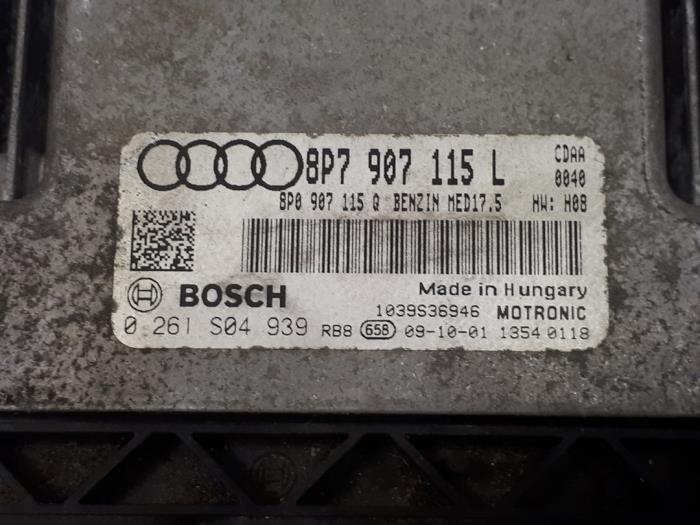 8P7 907 115 L CDAA
0040
8P0 907 115 Q BENZIN MED17.5 HW: H08
BOSCH Made in Hungary
1039S36946 MOTRONIC
0 261 S04 939 RB8 658 09-10-01 1354 0118